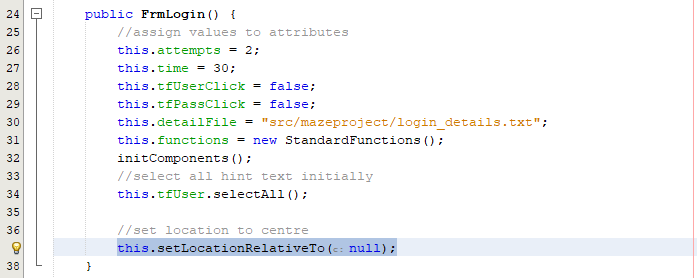 24 public FrmLogin() {
25 //assign values to attributes
26 this.attempts = 2;
27 this.time = 30;
28 this.tfUserClick = false;
29 this.tfPassClick = false;
30 this.detailFile = "src/mazeproject/login_details.txt";
31 this.functions = new StandardFunctions();
32 initComponents();
33 //select all hint text initially
34 this.tfUser.selectAll();
35
36 //set location to centre
this.setLocationRelativeTo(c: null);
38 }